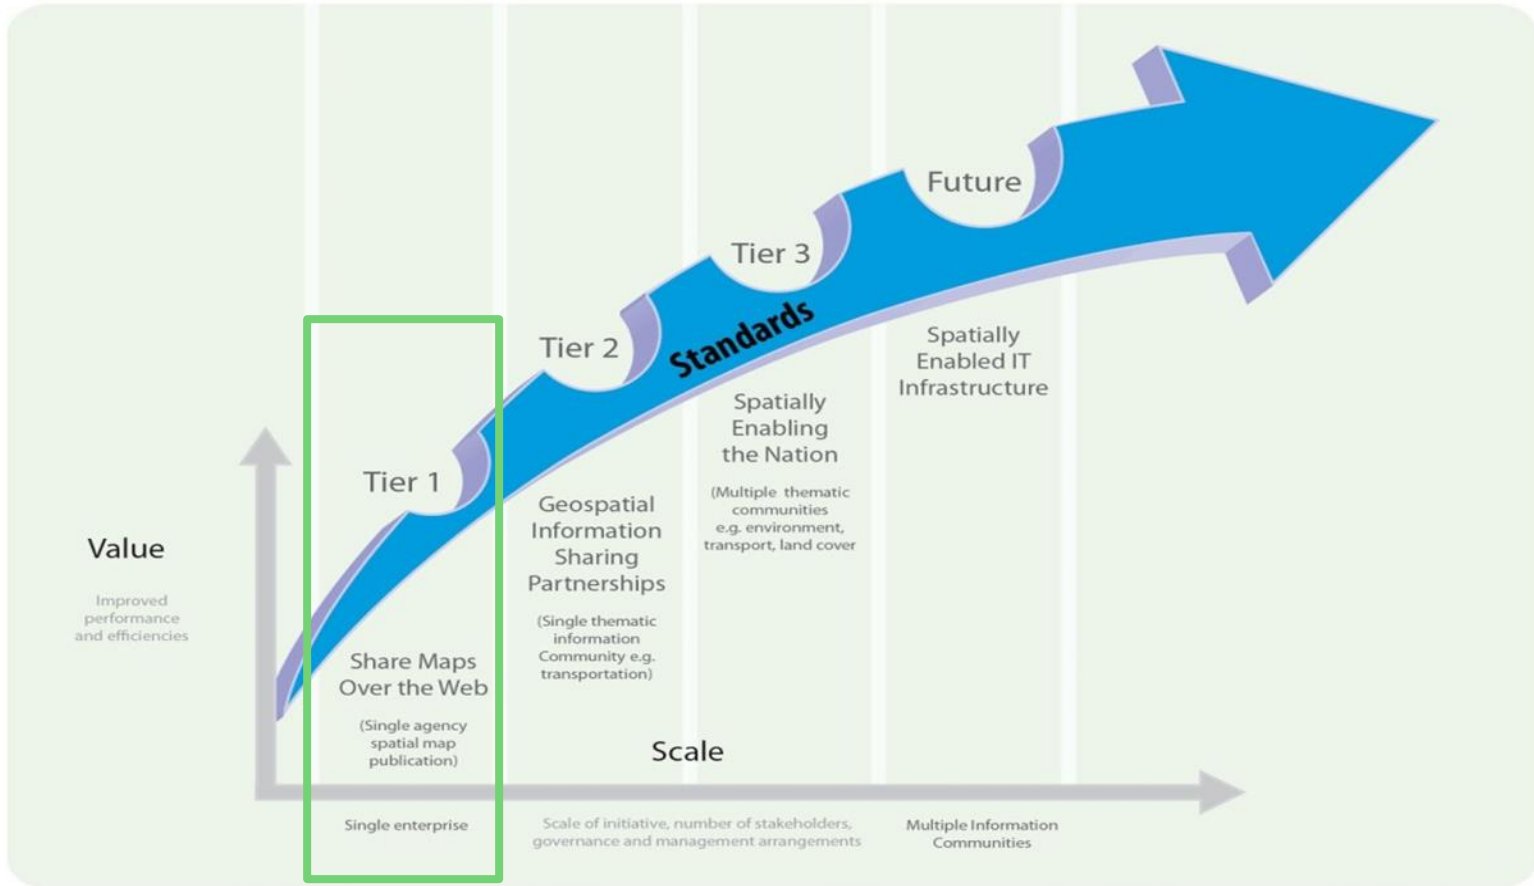 Future
Tier 3
Tier 2
Tier 1
Standards
Spatially
Enabled IT
Infrastructure
Spatially
Enabling
the Nation
(Multiple thematic
communities
e.g. environment,
transport, land cover
Geospatial
Information
Sharing
Partnerships
(Single thematic
information
Community e.g.
transportation)
Value
Improved
performance
and efficiencies
Share Maps
Over the Web
(Single agency
spatial map
publication)
Scale
Single enterprise
Scale of initiative, number of stakeholders,
governance and management arrangements
Multiple Information
Communities